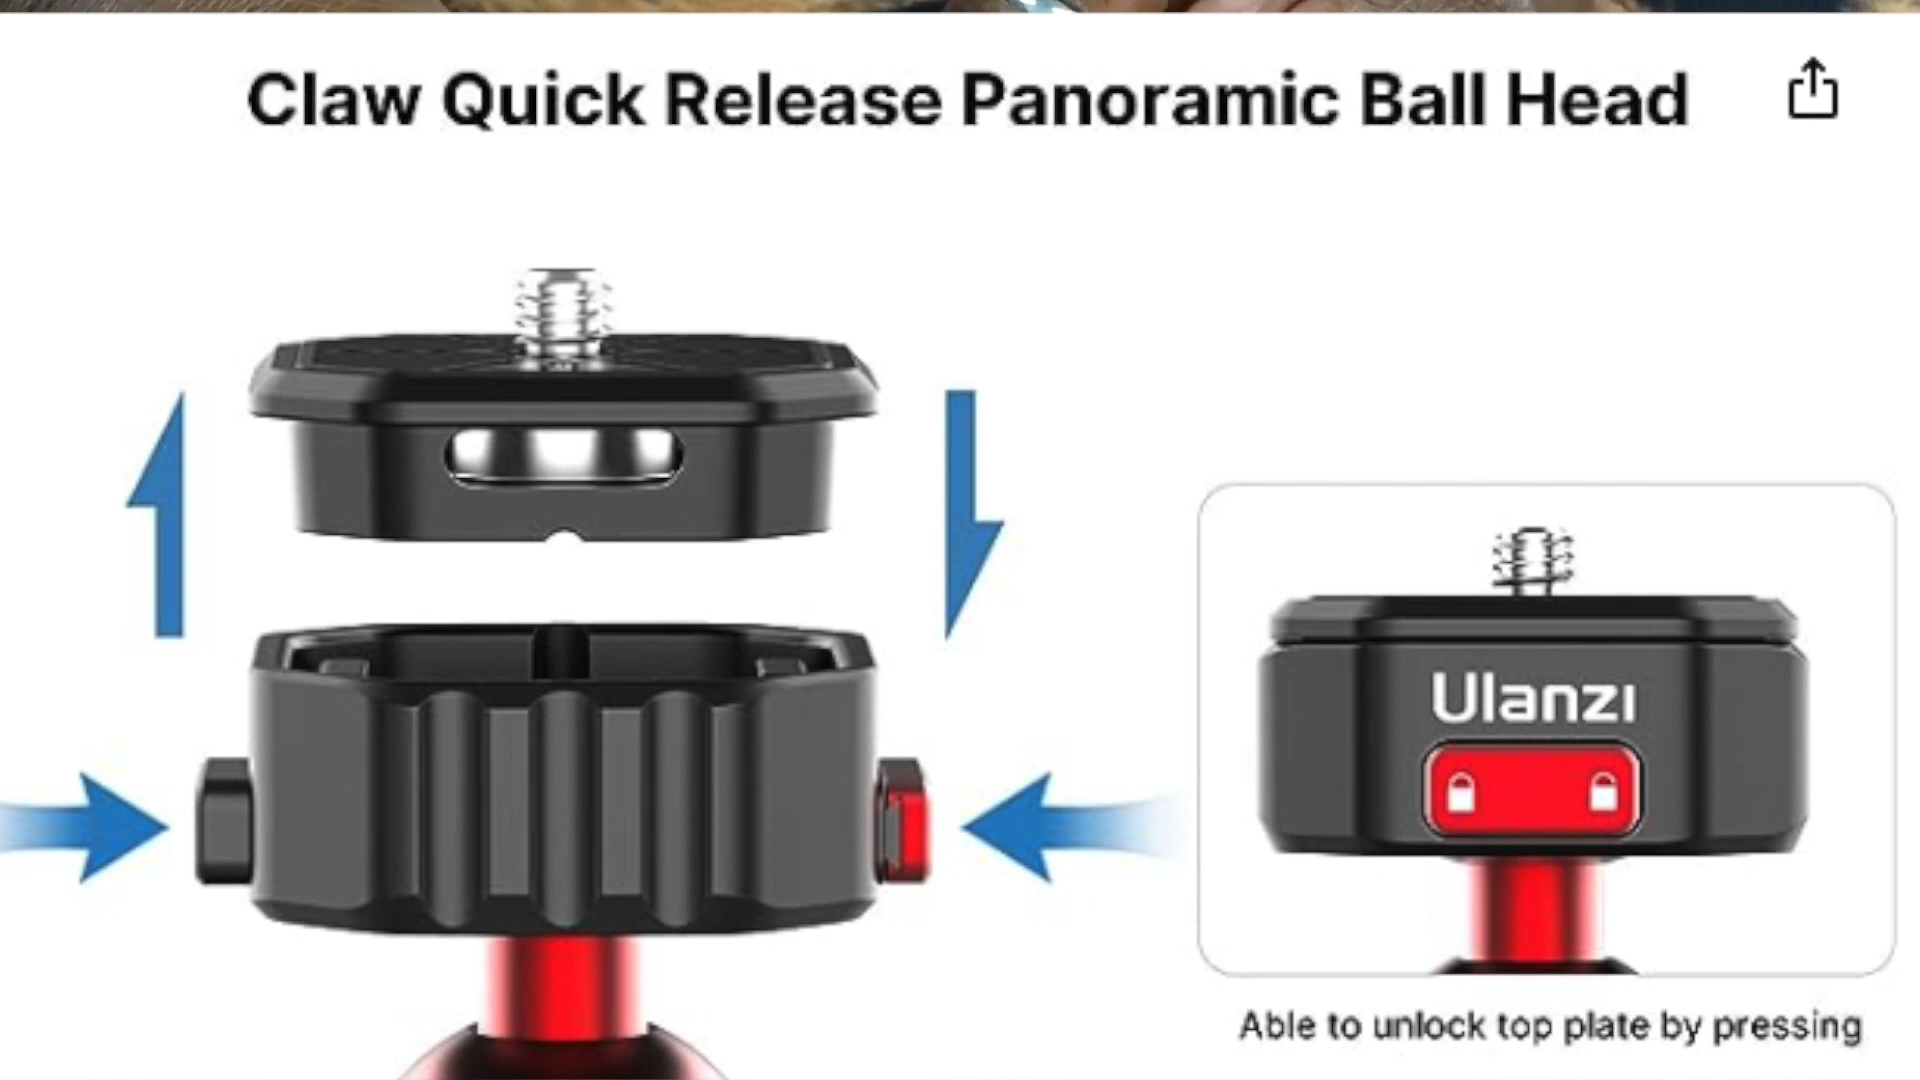 Claw Quick Release Panoramic Ball Head
Ulanzi
Able to unlock top plate by pressing